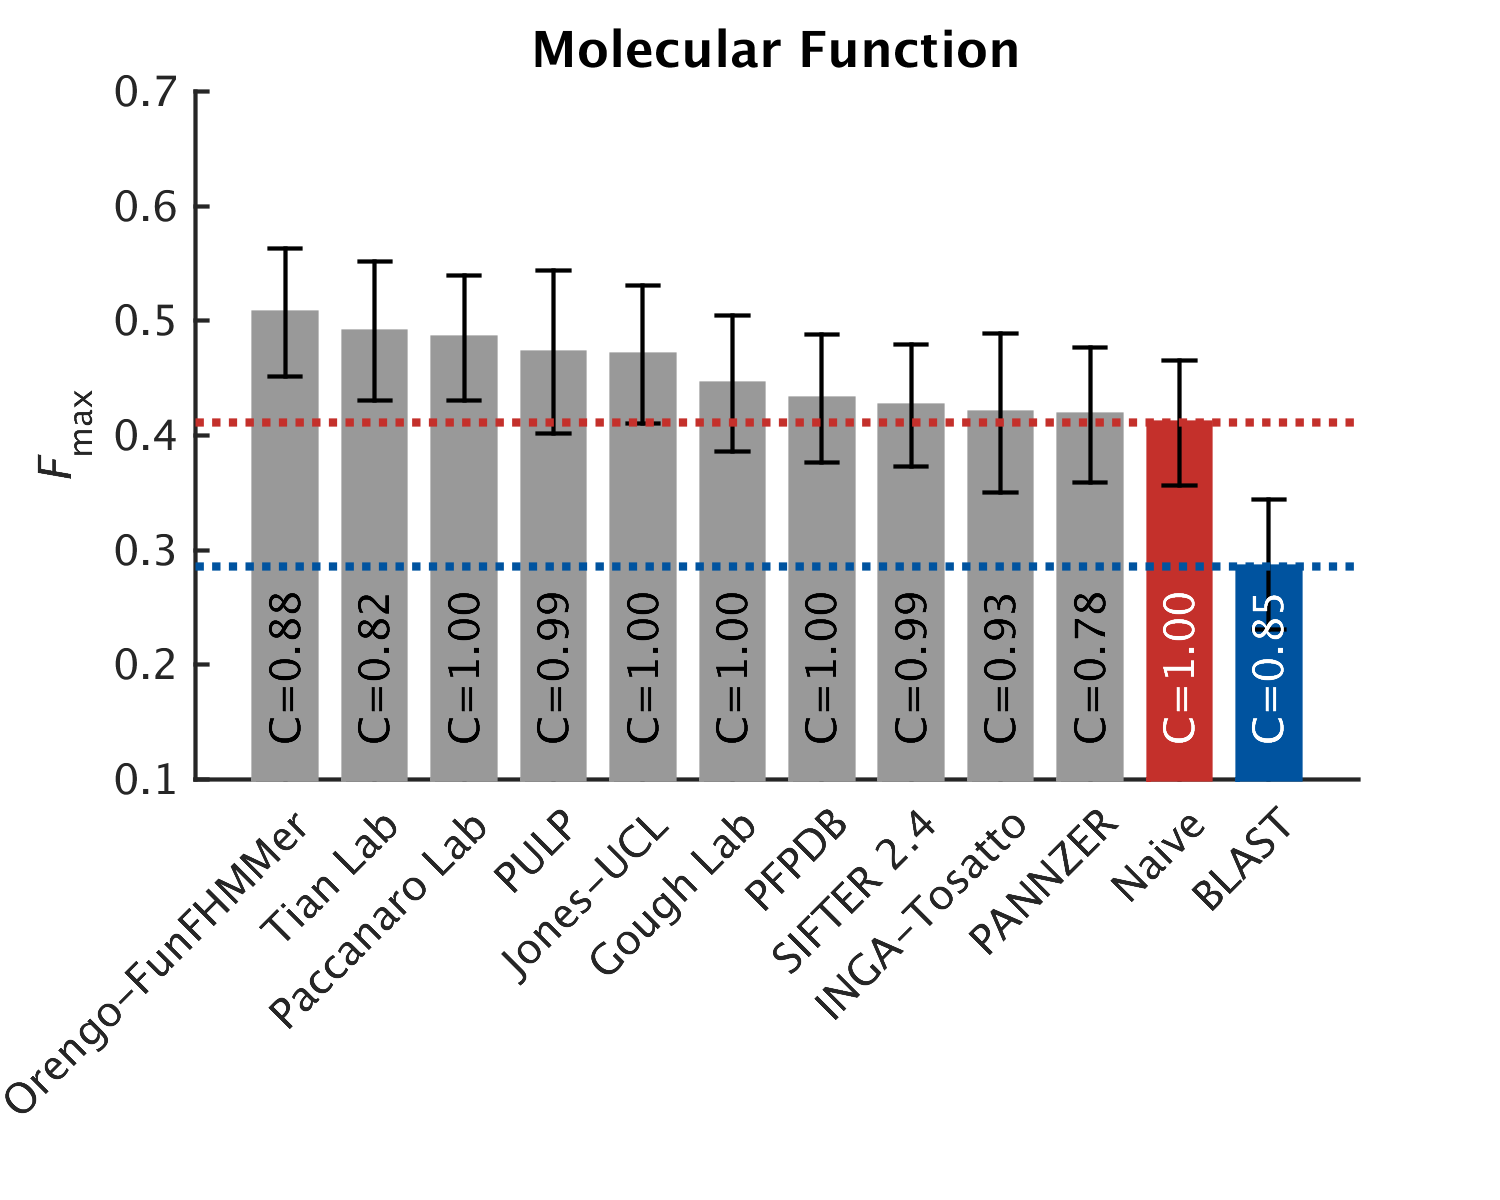 Molecular Function
0.7
0.6
0.5
0.4
0.3
0.2
0.1
Fmax
C=0.88
C=0.82
C=1.00
C=0.99
C=1.00
C=1.00
C=1.00
C=0.99
C=0.93
C=0.78
C=1.00
C=0.85
Orengo–FunFHMMer
Tian Lab
Paccanaro Lab
PULP
Jones–UCL
Gough Lab
PFPDB
SIFTER 2.4
INGA–Tosatto
PANNZER
Naive
BLAST